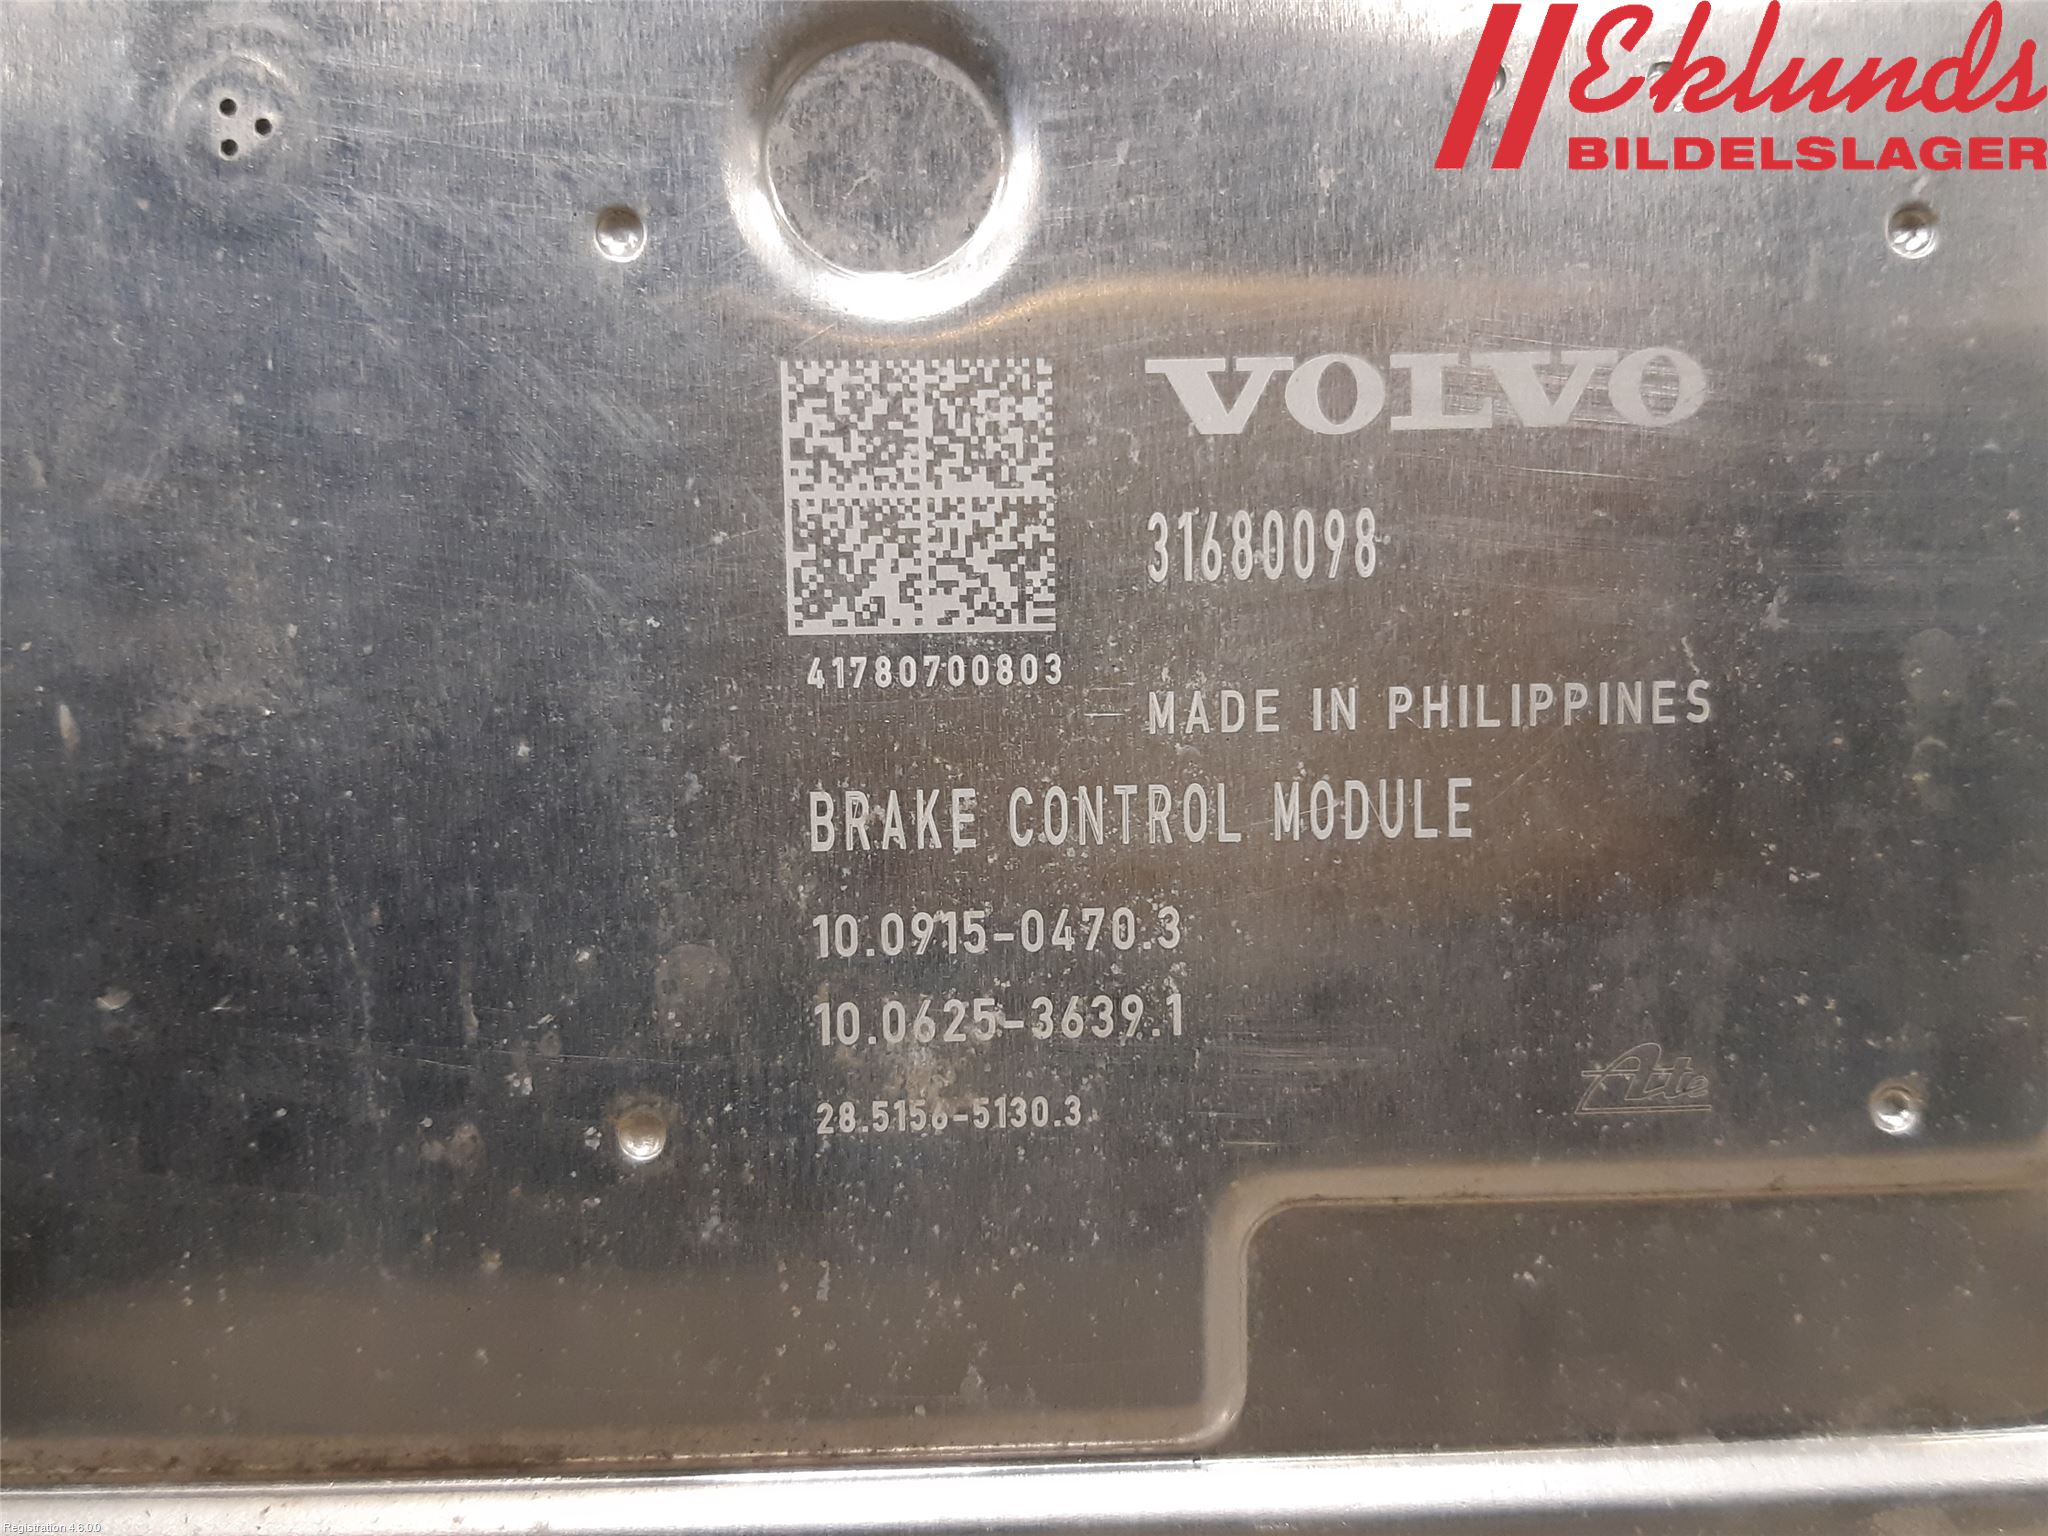 Eklunds
BILDELSLAGER
VOLVO
31680098
41780700803
MADE IN PHILIPPINES
BRAKE CONTROL MODULE
10.0915-0470.3
10.0625-3639.1
28.5156-5130.3
Ate
Registration 4.6.0.0